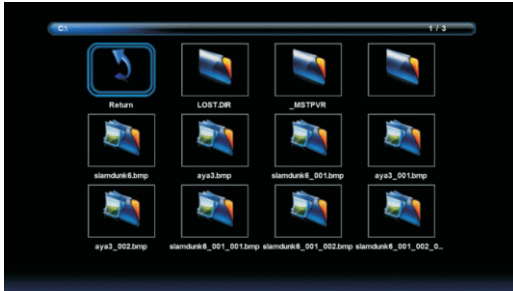 C:\ 1 / 3
Return LOST.DIR _MSTPVR
slamdunk6.bmp aya3.bmp slamdunk6_001.bmp aya3_001.bmp
aya3_002.bmp slamdunk6_001_001.bmp slamdunk6_001_002.bmp slamdunk6_001_002_0...